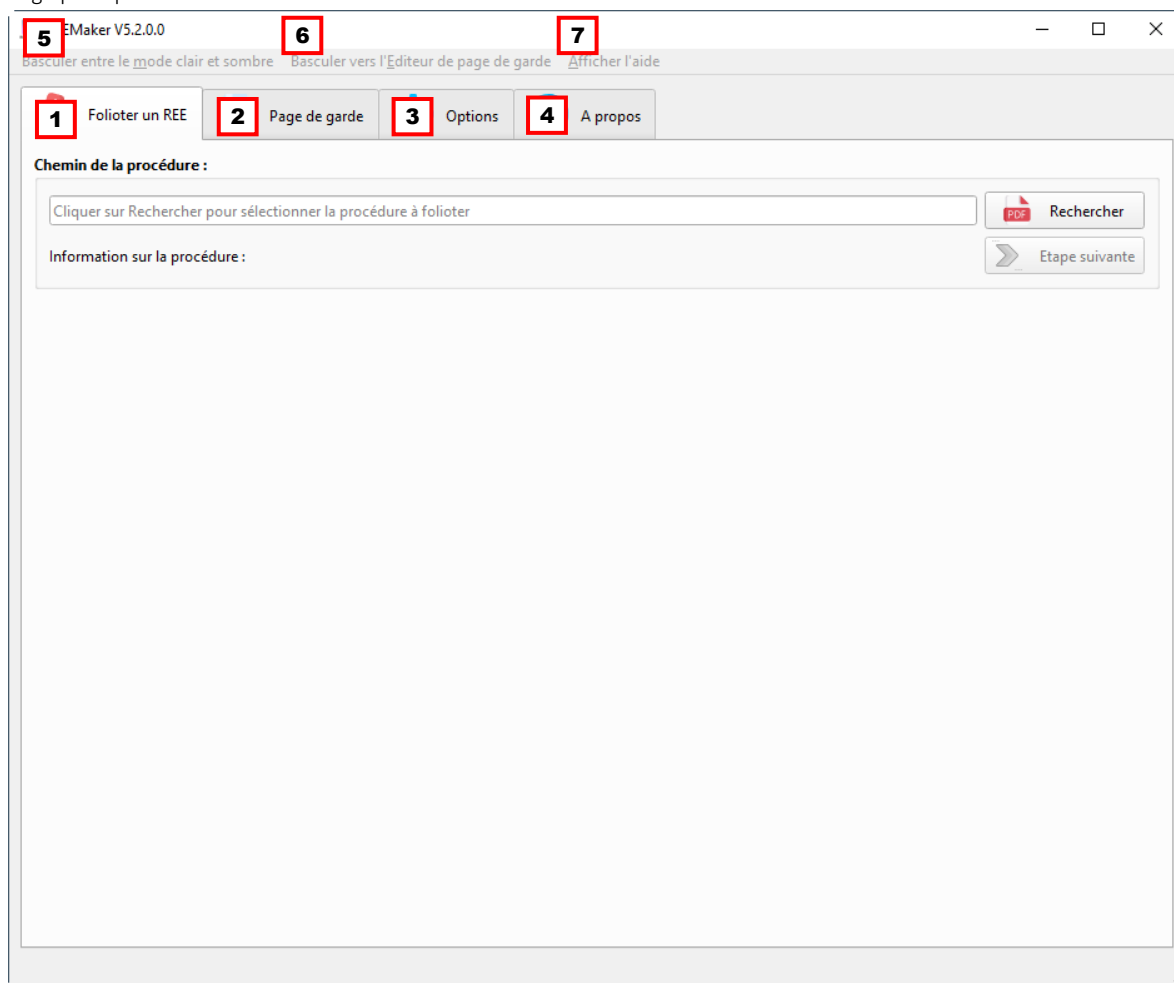 5 EMaker V5.2.0.0 6 7
Basculer entre le mode clair et sombre Basculer vers l'Editeur de page de garde Afficher l'aide
1 Folioter un REE 2 Page de garde 3 Options 4 A propos
Chemin de la procédure :
Cliquer sur Rechercher pour sélectionner la procédure à folioter
PDF Rechercher
Information sur la procédure :
Etape suivante